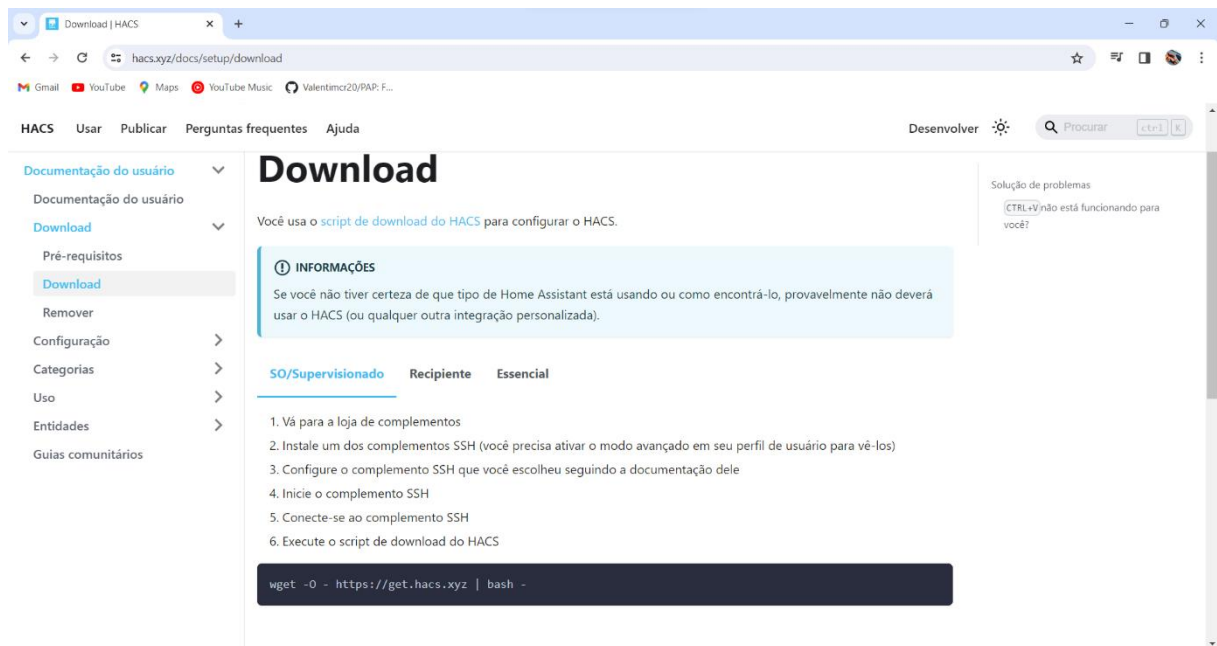 Download | HACS
hacs.xyz/docs/setup/download
Gmail YouTube Maps YouTube Music Valentimcr20/PAP: F...
HACS Usar Publicar Perguntas frequentes Ajuda Desenvolver Procurar ctrl K
Documentação do usuário
Documentação do usuário
Download
Pré-requisitos
Download
Remover
Configuração
Categorias
Uso
Entidades
Guias comunitários
Download
Você usa o script de download do HACS para configurar o HACS.
INFORMAÇÕES
Se você não tiver certeza de que tipo de Home Assistant está usando ou como encontrá-lo, provavelmente não deverá
usar o HACS (ou qualquer outra integração personalizada).
SO/Supervisionado Recipiente Essencial
1. Vá para a loja de complementos
2. Instale um dos complementos SSH (você precisa ativar o modo avançado em seu perfil de usuário para vê-los)
3. Configure o complemento SSH que você escolheu seguindo a documentação dele
4. Inicie o complemento SSH
5. Conecte-se ao complemento SSH
6. Execute o script de download do HACS
wget -O - https://get.hacs.xyz | bash -
Solução de problemas
CTRL+V não está funcionando para
você?